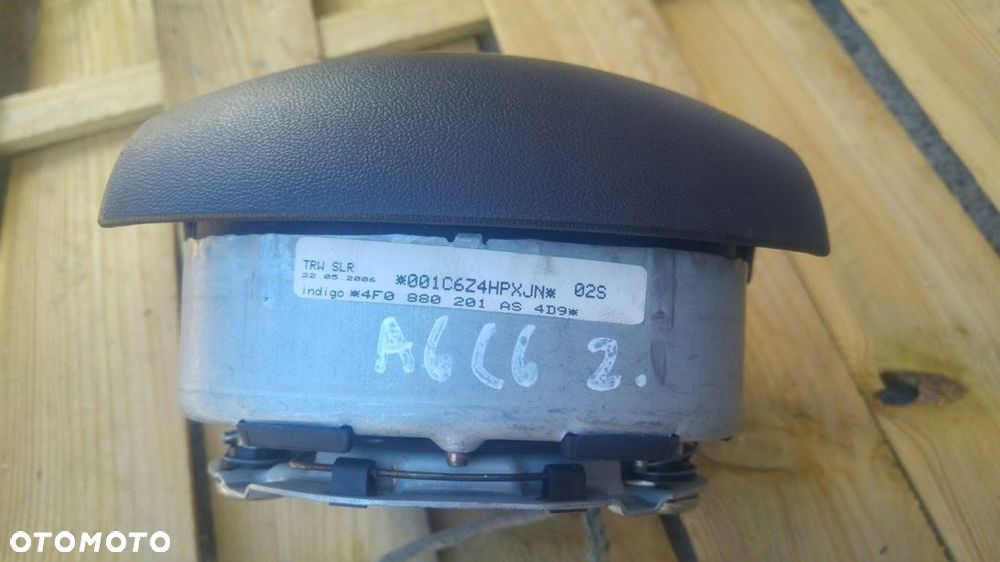 TRW SLR
22.05.2006 *001C6Z4HPXJN* 02S
indigo *4F0 880 201 AS 4D9*
A6C6 2.
OTOMOTO